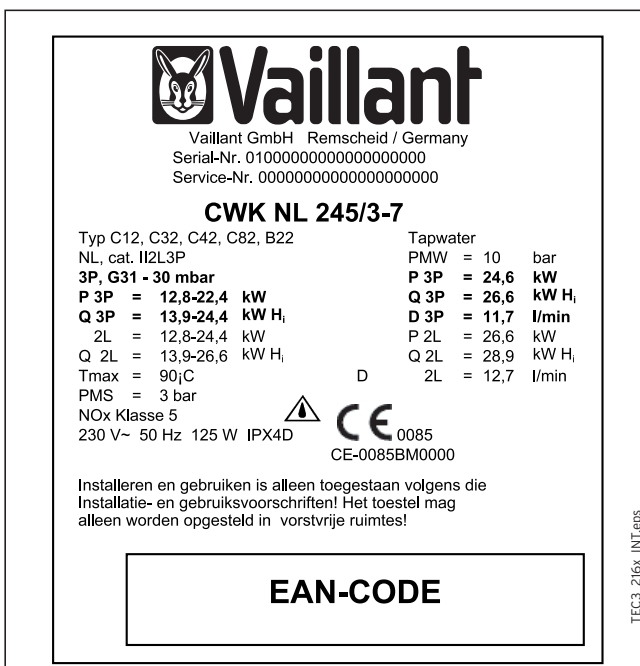 Vaillant
Vaillant GmbH Remscheid / Germany
Serial-Nr. 01000000000000000000
Service-Nr. 00000000000000000000
CWK NL 245/3-7
Typ C12, C32, C42, C82, B22
NL, cat. II2L3P
3P, G31 - 30 mbar
P 3P = 12,8-22,4 kW
Q 3P = 13,9-24,4 kW Hi
2L = 12,8-24,4 kW
Q 2L = 13,9-26,6 kW Hi
Tmax = 90¡C
PMS = 3 bar
NOx Klasse 5
230 V~ 50 Hz 125 W IPX4D
Tapwater
PMW = 10 bar
P 3P = 24,6 kW
Q 3P = 26,6 kW Hi
D 3P = 11,7 l/min
P 2L = 26,6 kW
Q 2L = 28,9 kW Hi
D 2L = 12,7 l/min
CE 0085
CE-0085BM0000
Installeren en gebruiken is alleen toegestaan volgens die
Installatie- en gebruiksvoorschriften! Het toestel mag
alleen worden opgesteld in vorstvrije ruimtes!
EAN-CODE
TEC3_216x_INT.eps